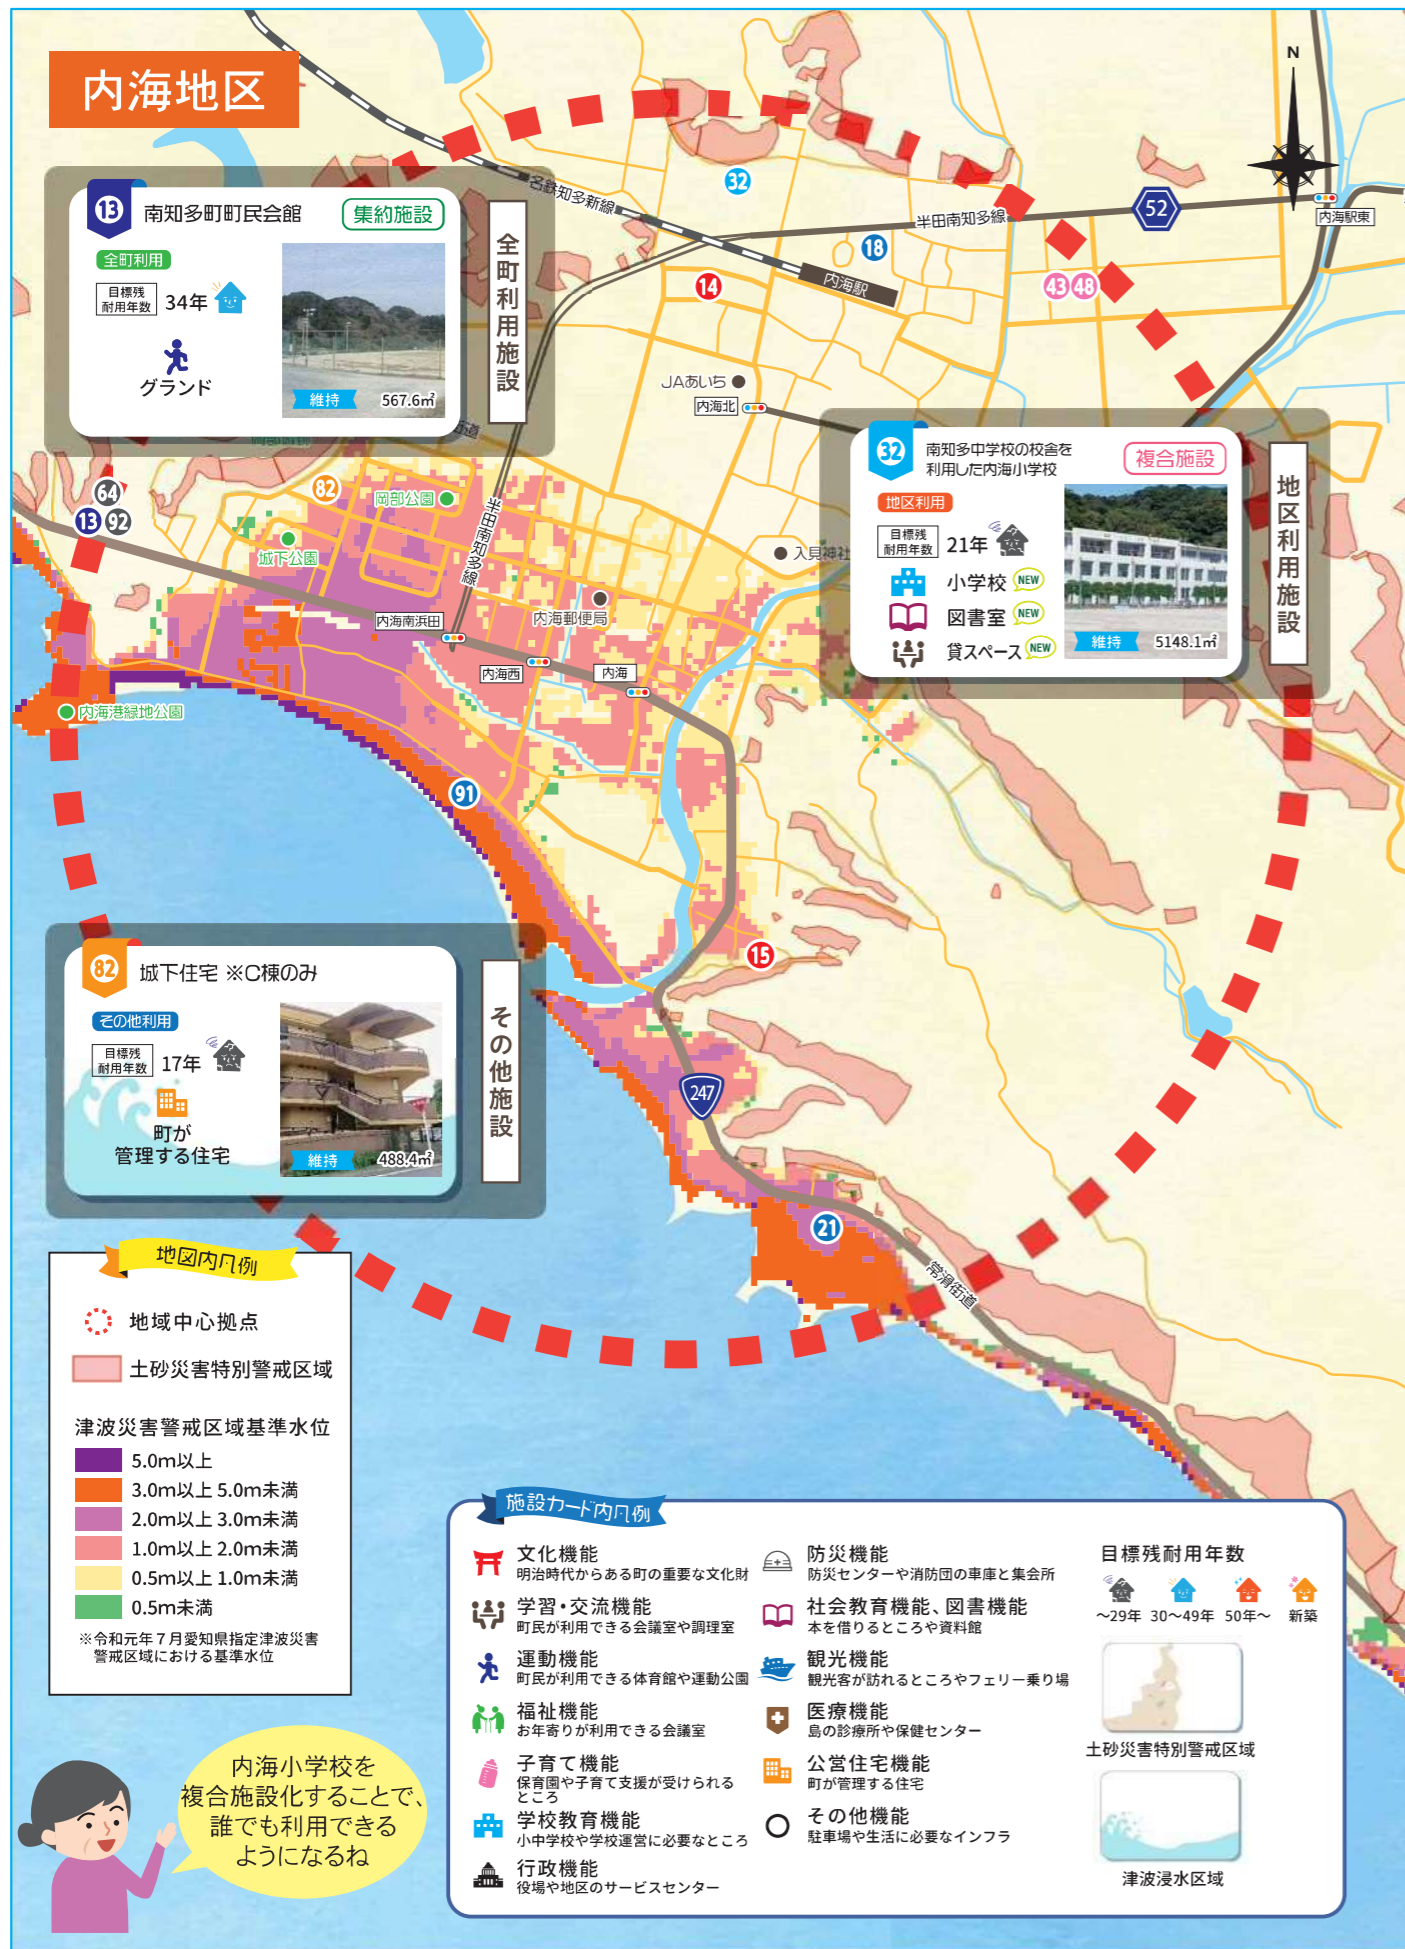 内海地区
N
13
南知多町町民会館
集約施設
全町利用
目標残
耐用年数
34年
グランド
維持
567.6㎡
全町利用施設
名鉄知多新線
32
半田南知多線
52
内海駅東
18
内海駅
14
43
48
JAあいち
内海北
32
南知多中学校の校舎を
利用した内海小学校
複合施設
地区利用
目標残
耐用年数
21年
小学校 NEW
図書室 NEW
貸スペース NEW
維持
5148.1㎡
地区利用施設
街道
64
13
92
82
岡部公園
城下公園
半田南知多線
入見神社
内海南浜田
内海郵便局
内海西
内海
内海港緑地公園
91
15
82
城下住宅 ※C棟のみ
その他利用
目標残
耐用年数
17年
町が
管理する住宅
維持
488.4㎡
その他施設
247
21
常滑街道
地図内凡例
地域中心拠点
土砂災害特別警戒区域
津波災害警戒区域基準水位
5.0m以上
3.0m以上 5.0m未満
2.0m以上 3.0m未満
1.0m以上 2.0m未満
0.5m以上 1.0m未満
0.5m未満
※令和元年7月愛知県指定津波災害
警戒区域における基準水位
施設カード内凡例
文化機能
明治時代からある町の重要な文化財
学習・交流機能
町民が利用できる会議室や調理室
運動機能
町民が利用できる体育館や運動公園
福祉機能
お年寄りが利用できる会議室
子育て機能
保育園や子育て支援が受けられる
ところ
学校教育機能
小中学校や学校運営に必要なところ
行政機能
役場や地区のサービスセンター
防災機能
防災センターや消防団の車庫と集会所
社会教育機能、図書機能
本を借りるところや資料館
観光機能
観光客が訪れるところやフェリー乗り場
医療機能
島の診療所や保健センター
公営住宅機能
町が管理する住宅
その他機能
駐車場や生活に必要なインフラ
目標残耐用年数
～29年 30～49年 50年～ 新築
土砂災害特別警戒区域
津波浸水区域
内海小学校を
複合施設化することで、
誰でも利用できる
ようになるね